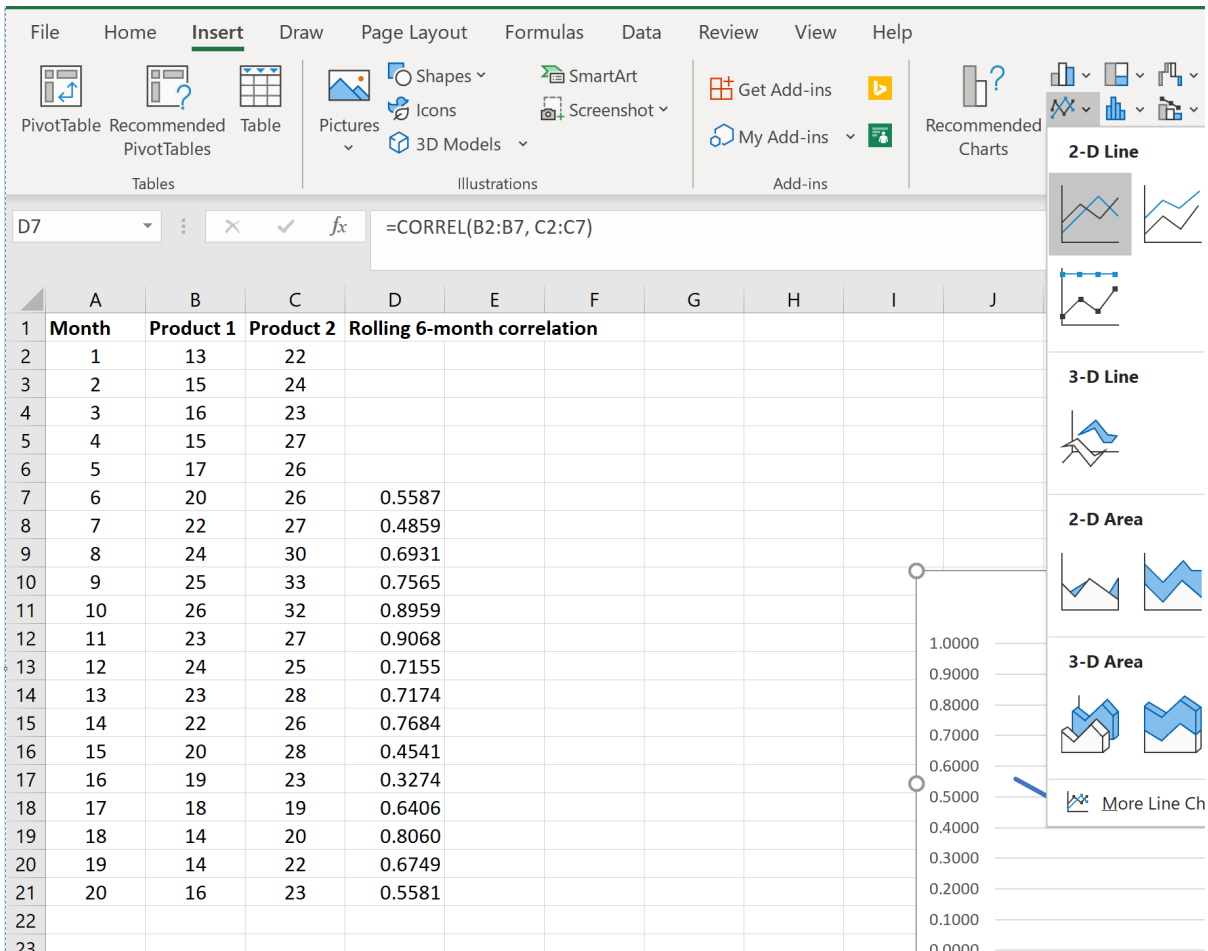 File Home Insert Draw Page Layout Formulas Data Review View Help
PivotTable Recommended PivotTables Table
Tables
Pictures Shapes Icons 3D Models SmartArt Screenshot
Illustrations
Get Add-ins
My Add-ins
Add-ins
Recommended Charts
D7 fx =CORREL(B2:B7, C2:C7)
A B C D E F G H I J
1 Month Product 1 Product 2 Rolling 6-month correlation
2 1 13 22
3 2 15 24
4 3 16 23
5 4 15 27
6 5 17 26
7 6 20 26 0.5587
8 7 22 27 0.4859
9 8 24 30 0.6931
10 9 25 33 0.7565
11 10 26 32 0.8959
12 11 23 27 0.9068
13 12 24 25 0.7155
14 13 23 28 0.7174
15 14 22 26 0.7684
16 15 20 28 0.4541
17 16 19 23 0.3274
18 17 18 19 0.6406
19 18 14 20 0.8060
20 19 14 22 0.6749
21 20 16 23 0.5581
22
23
2-D Line
3-D Line
2-D Area
3-D Area
More Line Ch
1.0000
0.9000
0.8000
0.7000
0.6000
0.5000
0.4000
0.3000
0.2000
0.1000
0.0000